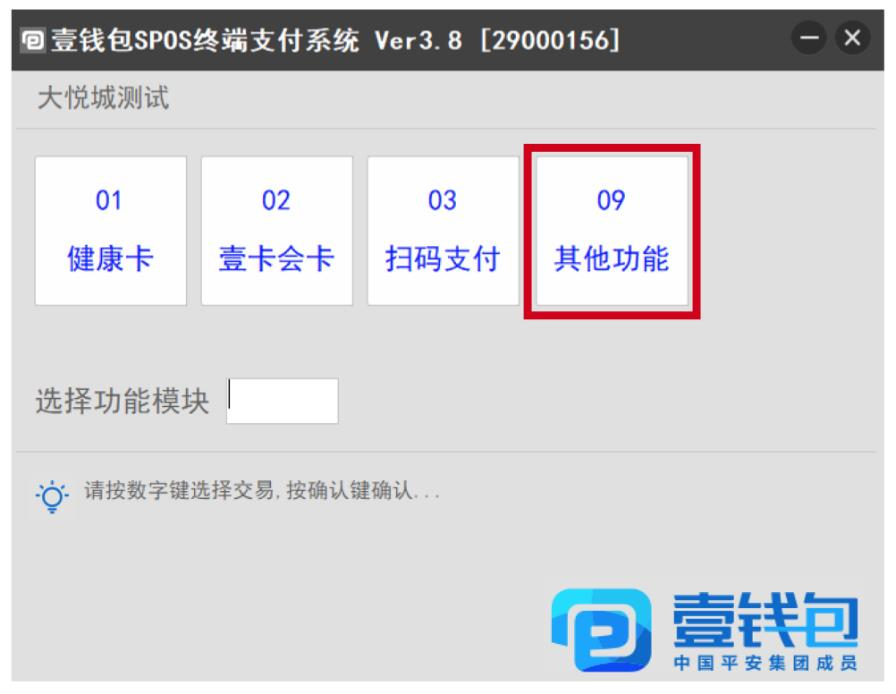 壹钱包SPOS终端支付系统 Ver3.8 [29000156]
大悦城测试
01
健康卡
02
壹卡会卡
03
扫码支付
09
其他功能
选择功能模块
请按数字键选择交易,按确认键确认...
壹钱包
中国平安集团成员